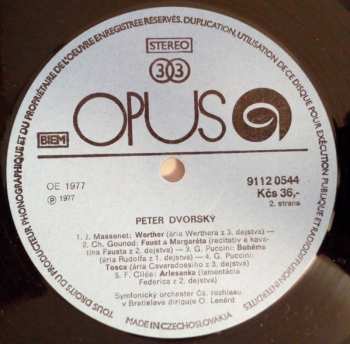 TOUS DROITS DU PRODUCTEUR PHONOGRAPHIQUE ET DU PROPRIÉTAIRE DE L'OEUVRE ENREGISTRÉE RÉSERVÉS. DUPLICATION, UTILISATION DE CE DISQUE POUR EXÉCUTION PUBLIQUE ET RADIODIFFUSION INTERDITES
STEREO
33
OPUS
BIEM
OE 1977
Ⓟ 1977
9112 0544
Kčs 36,-
2. strana
PETER DVORSKÝ
1. J. Massenet: Werther (ária Werthera z 3. dejstva) —
2. Ch. Gounod: Faust a Margaréta (recitatív a kava-
tína Fausta z 2. dejstva) — 3. G. Puccini: Bohéma
(ária Rudolfa z 1. dejstva) — 4. G. Puccini:
Tosca (ária Cavaradossiho z 3. dejstva) —
5. F. Cilèa: Arlesanka (lamentácia
Federica z 2. dejstva)
Symfonický orchester Čs. rozhlasu
v Bratislave diriguje O. Lenárd
MADE IN CZECHOSLOVAKIA